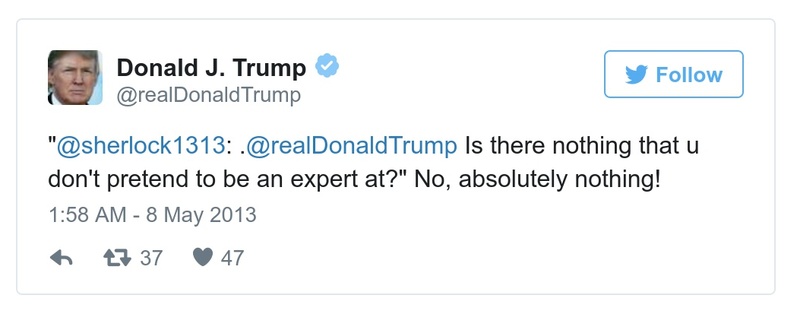 Donald J. Trump
@realDonaldTrump
Follow
"@sherlock1313: .@realDonaldTrump Is there nothing that u
don't pretend to be an expert at?" No, absolutely nothing!
1:58 AM - 8 May 2013
37 47